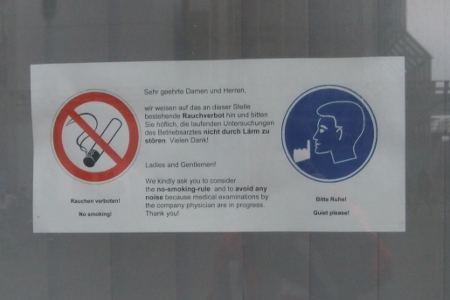 Sehr geehrte Damen und Herren,
wir weisen auf das an dieser Stelle
bestehende Rauchverbot hin und bitten
Sie höflich, die laufenden Untersuchungen
des Betriebsarztes nicht durch Lärm zu
stören. Vielen Dank!
Ladies and Gentlemen!
We kindly ask you to consider
the no-smoking-rule and to avoid any
noise because medical examinations by
the company physician are in progress.
Thank you!
Rauchen verboten!
No smoking!
Bitte Ruhe!
Quiet please!